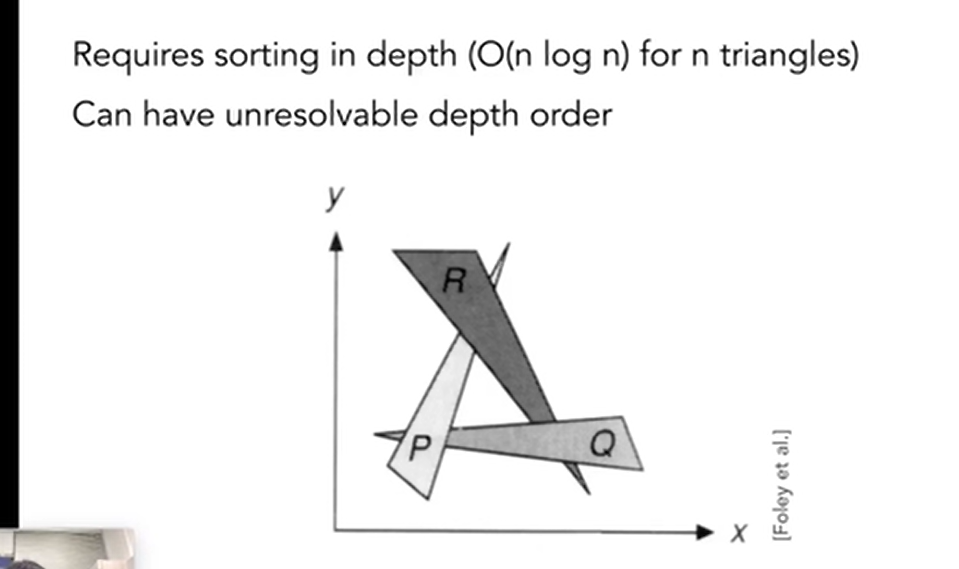 Requires sorting in depth (O(n log n) for n triangles)
Can have unresolvable depth order
y
R
P
Q
x
[Foley et al.]